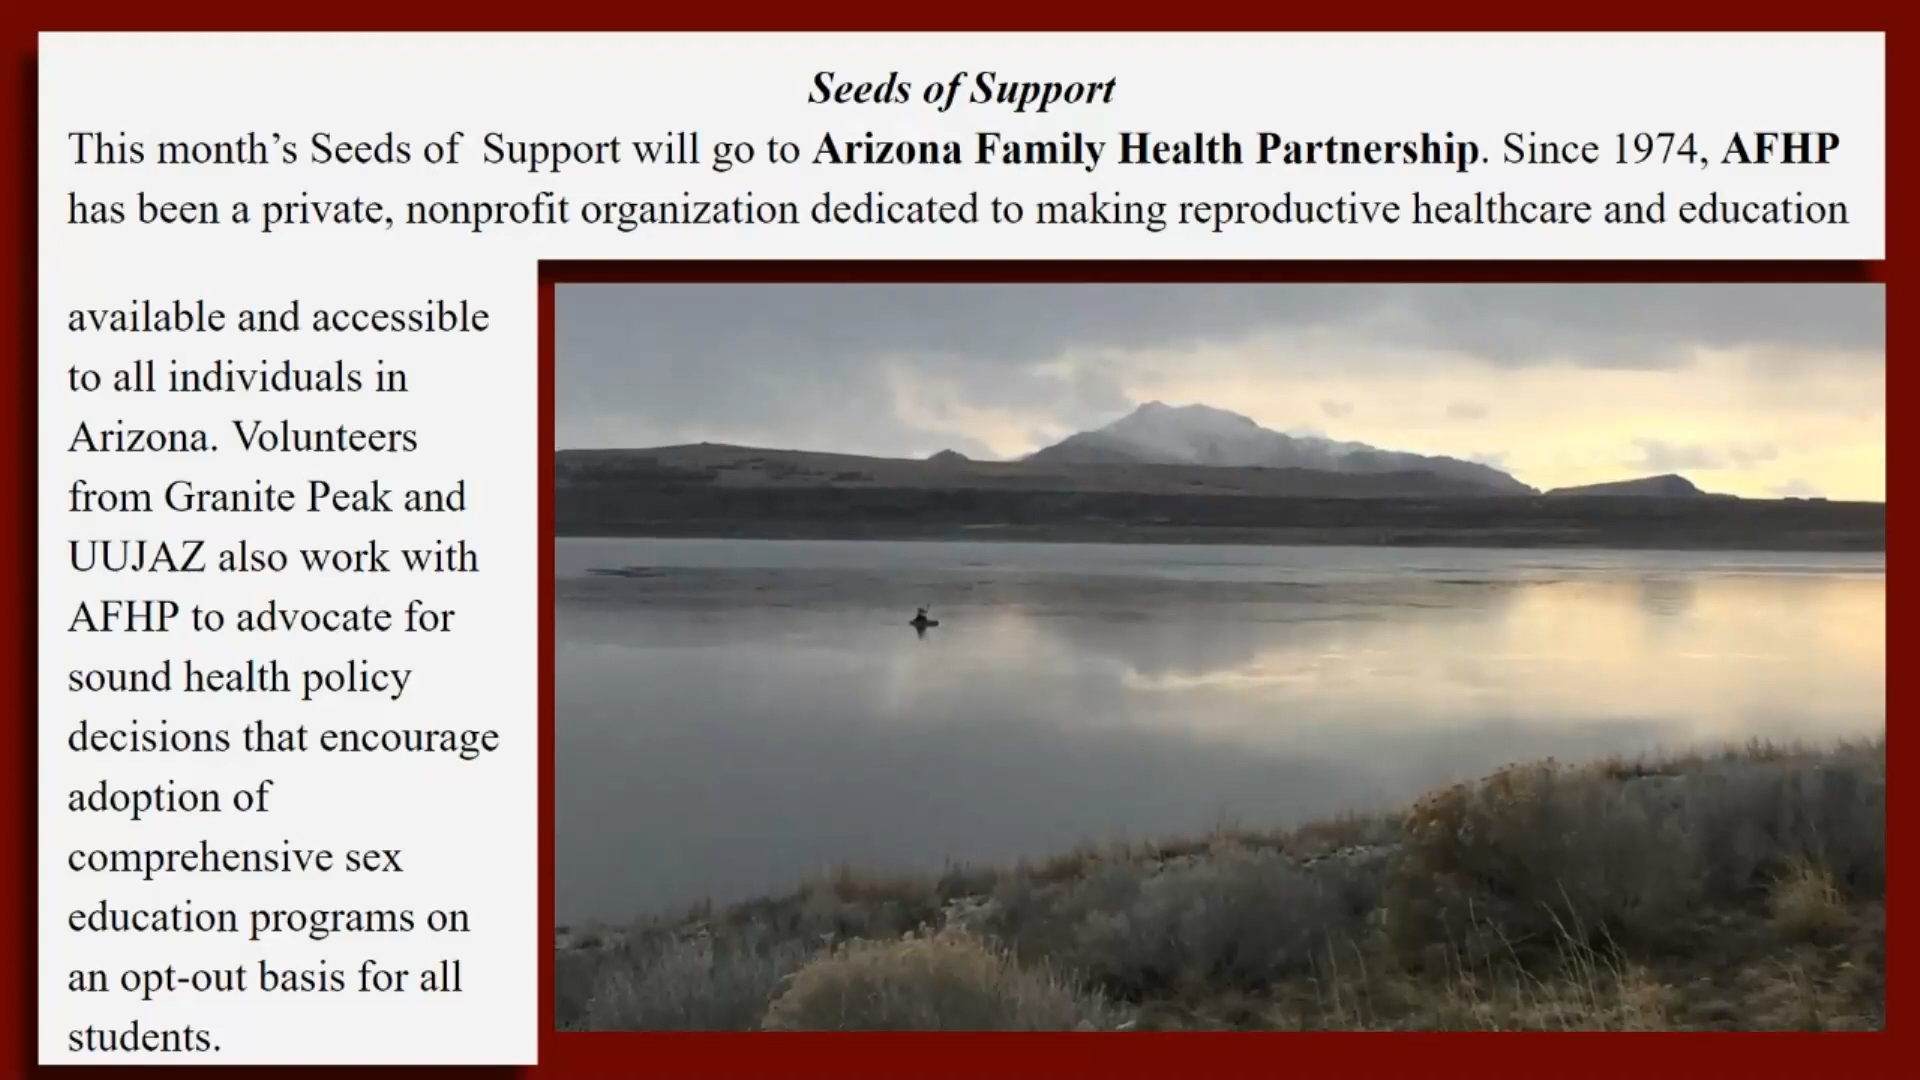 Seeds of Support
This month’s Seeds of Support will go to Arizona Family Health Partnership. Since 1974, AFHP
has been a private, nonprofit organization dedicated to making reproductive healthcare and education
available and accessible
to all individuals in
Arizona. Volunteers
from Granite Peak and
UUJAZ also work with
AFHP to advocate for
sound health policy
decisions that encourage
adoption of
comprehensive sex
education programs on
an opt-out basis for all
students.